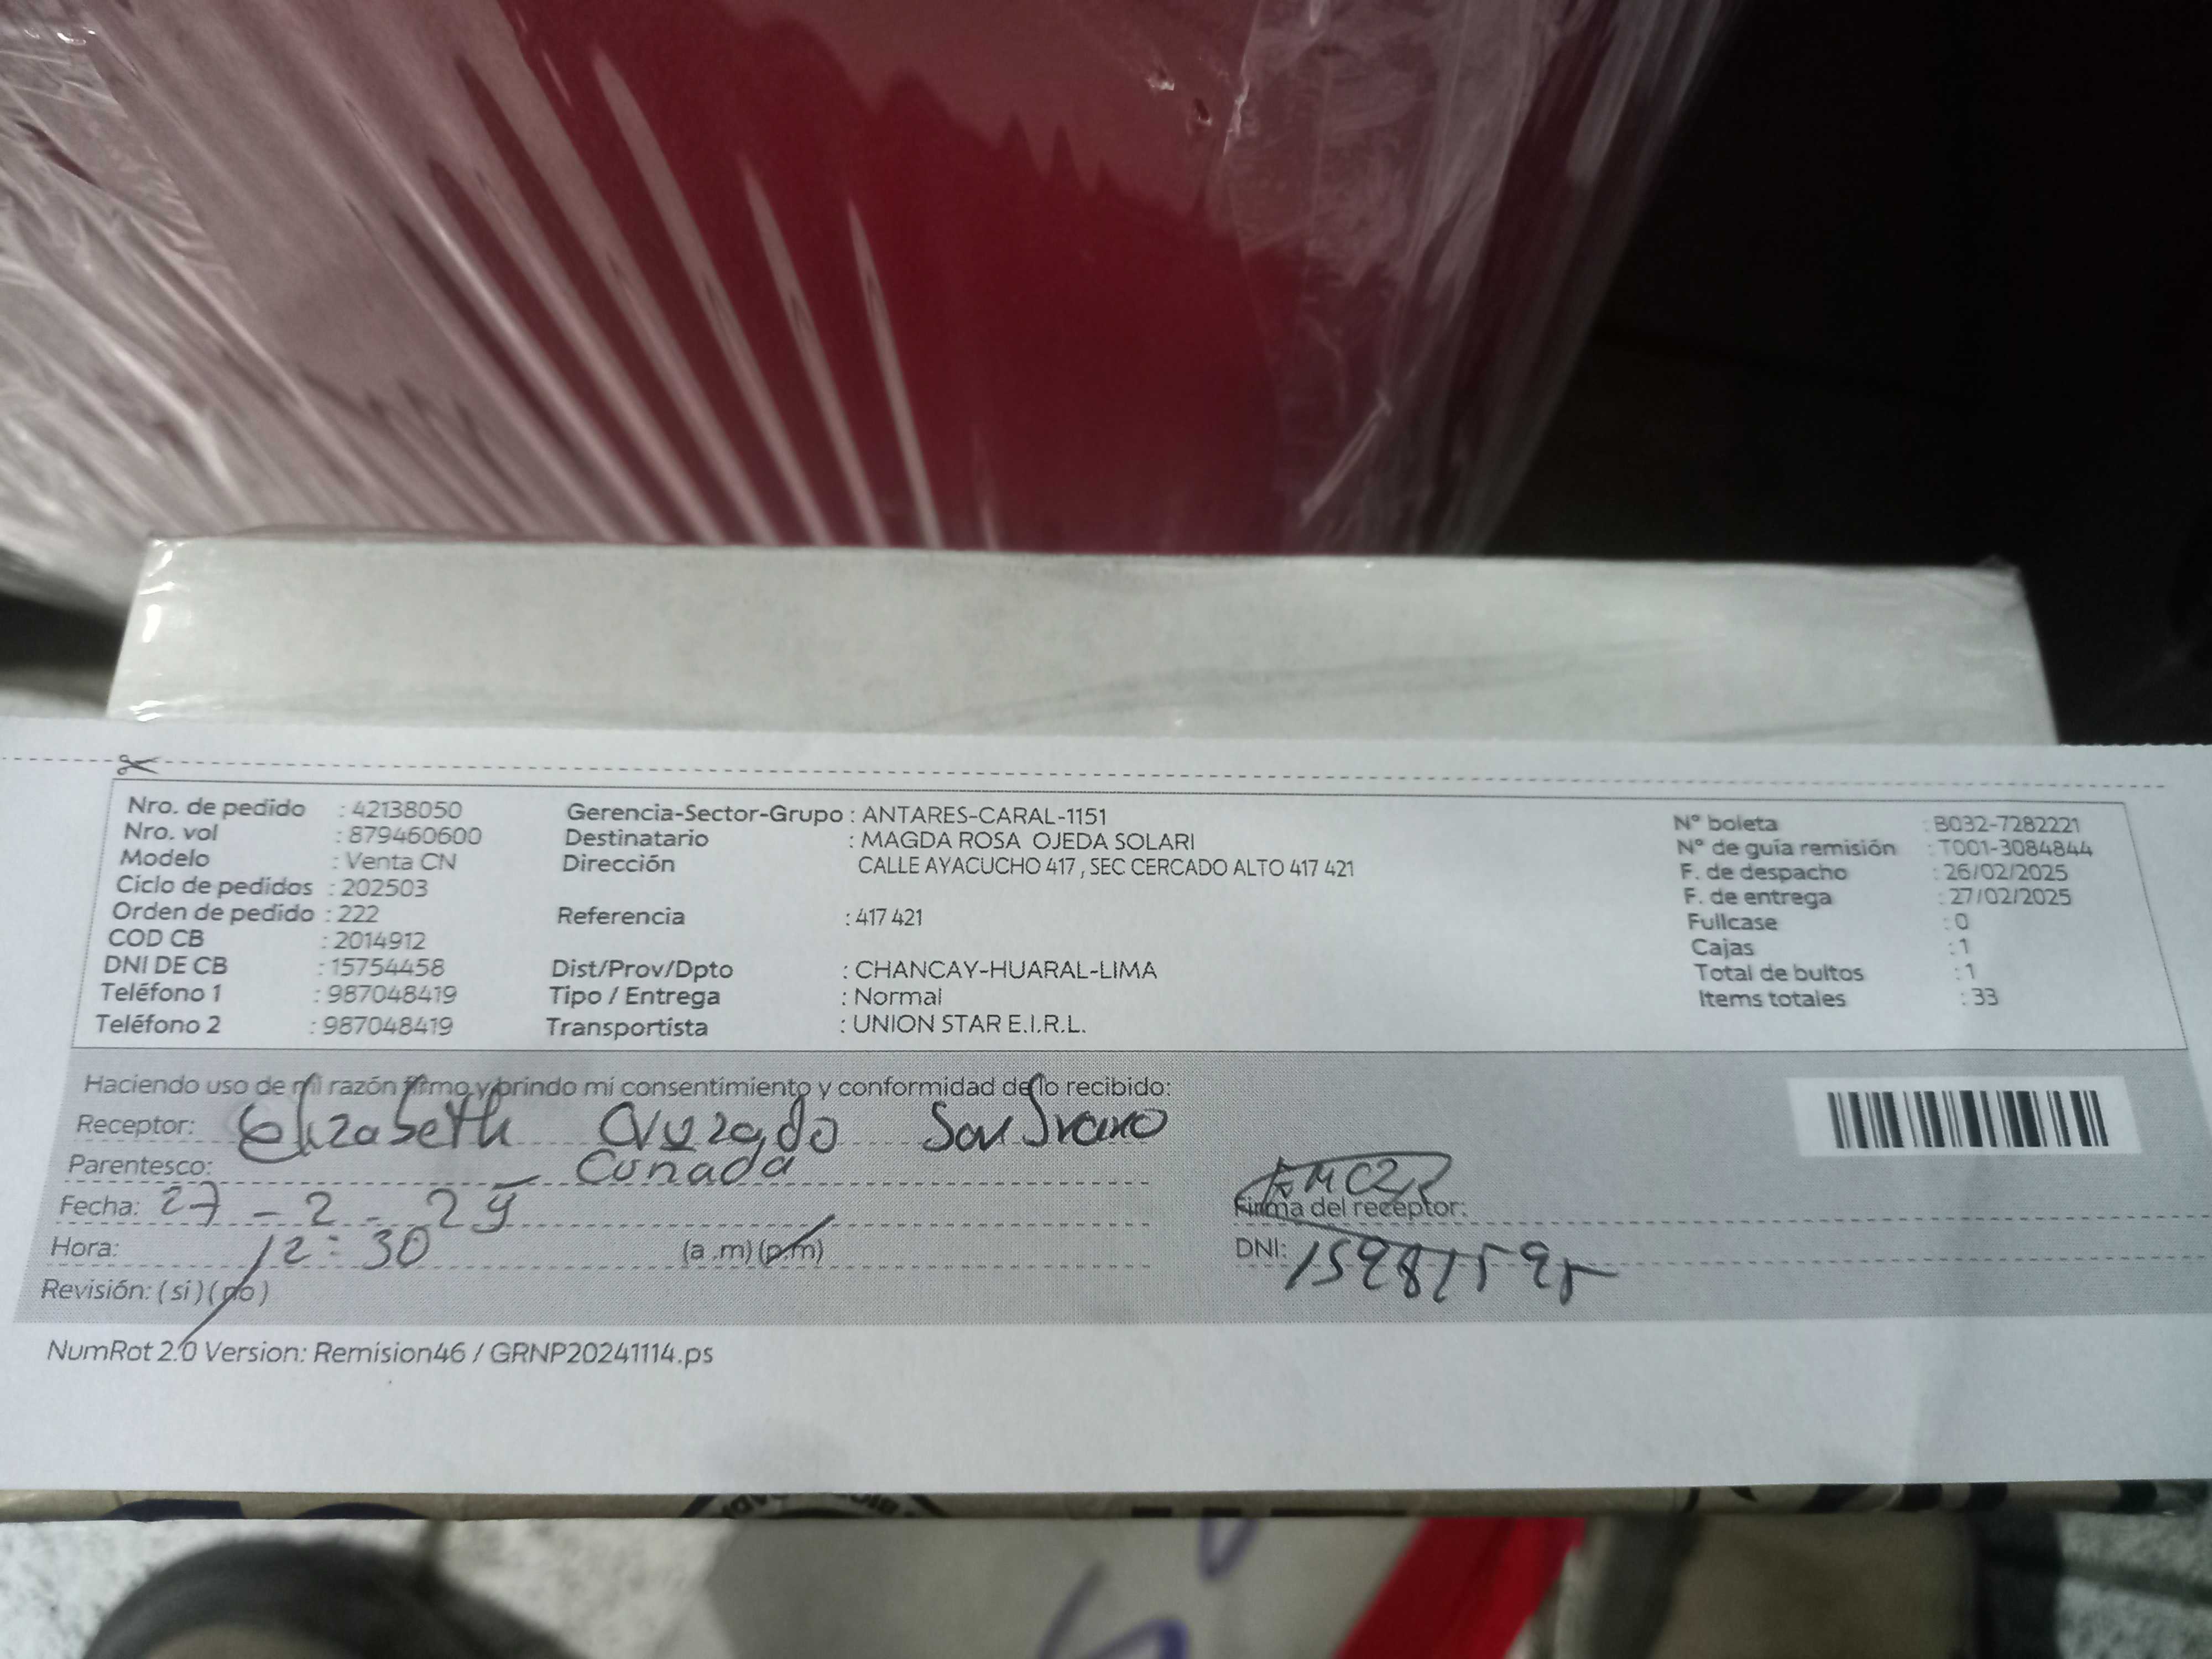 Nro. de pedido : 42138050 Gerencia-Sector-Grupo : ANTARES-CARAL-1151 N° boleta : B032-7282221
Nro. vol : 879460600 Destinatario : MAGDA ROSA OJEDA SOLARI N° de guía remisión : T001-3084844
Modelo : Venta CN Dirección CALLE AYACUCHO 417 , SEC CERCADO ALTO 417 421 F. de despacho : 26/02/2025
Ciclo de pedidos : 202503 F. de entrega : 27/02/2025
Orden de pedido : 222 Referencia : 417 421 Fullcase : 0
COD CB : 2014912 Cajas : 1
DNI DE CB : 15754458 Dist/Prov/Dpto : CHANCAY-HUARAL-LIMA Total de bultos : 1
Teléfono 1 : 987048419 Tipo / Entrega : Normal Items totales : 33
Teléfono 2 : 987048419 Transportista : UNION STAR E.I.R.L.
Haciendo uso de mi razón firmo y brindo mi consentimiento y conformidad de lo recibido:
Receptor: Elizabeth
Parentesco: Cuñada
Fecha: 27 - 2 - 25 Firma del receptor:
Hora: 12:30 (a .m) (p.m) DNI:
Revisión: ( si ) ( no )
NumRot 2.0 Version: Remision46 / GRNP20241114.ps